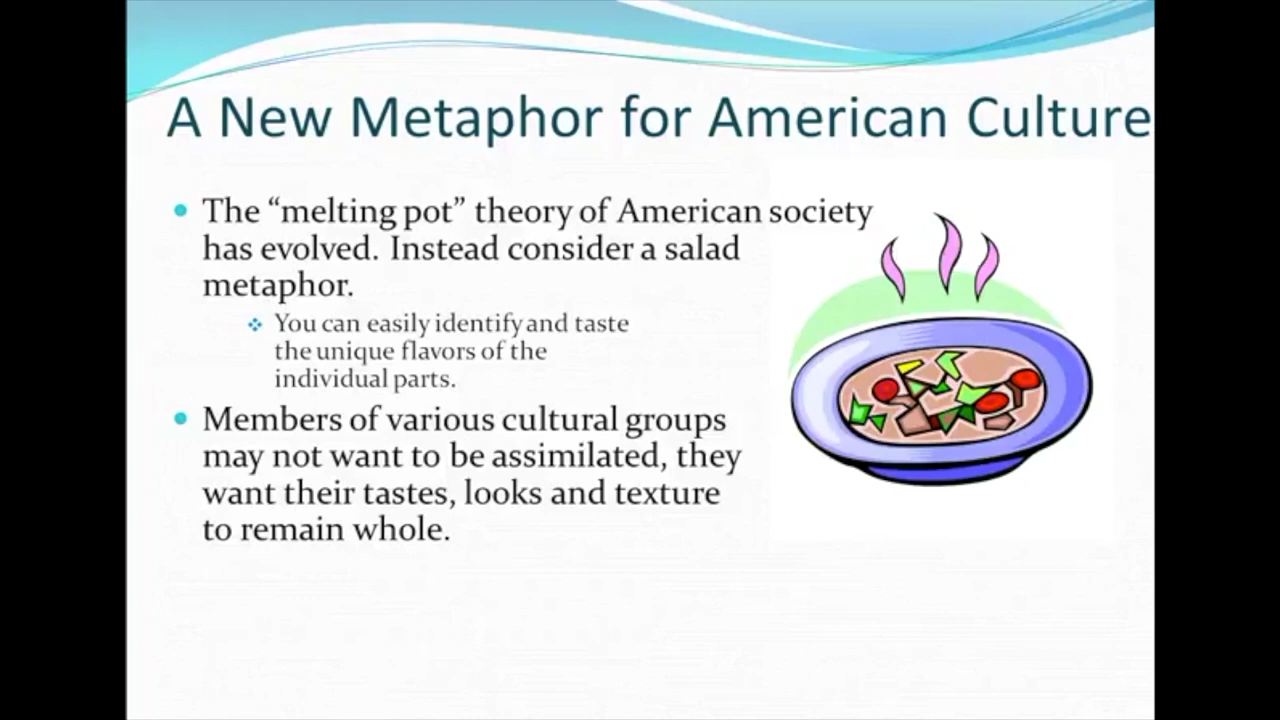 A New Metaphor for American Culture
The “melting pot” theory of American society
has evolved. Instead consider a salad
metaphor.
You can easily identify and taste
the unique flavors of the
individual parts.
Members of various cultural groups
may not want to be assimilated, they
want their tastes, looks and texture
to remain whole.